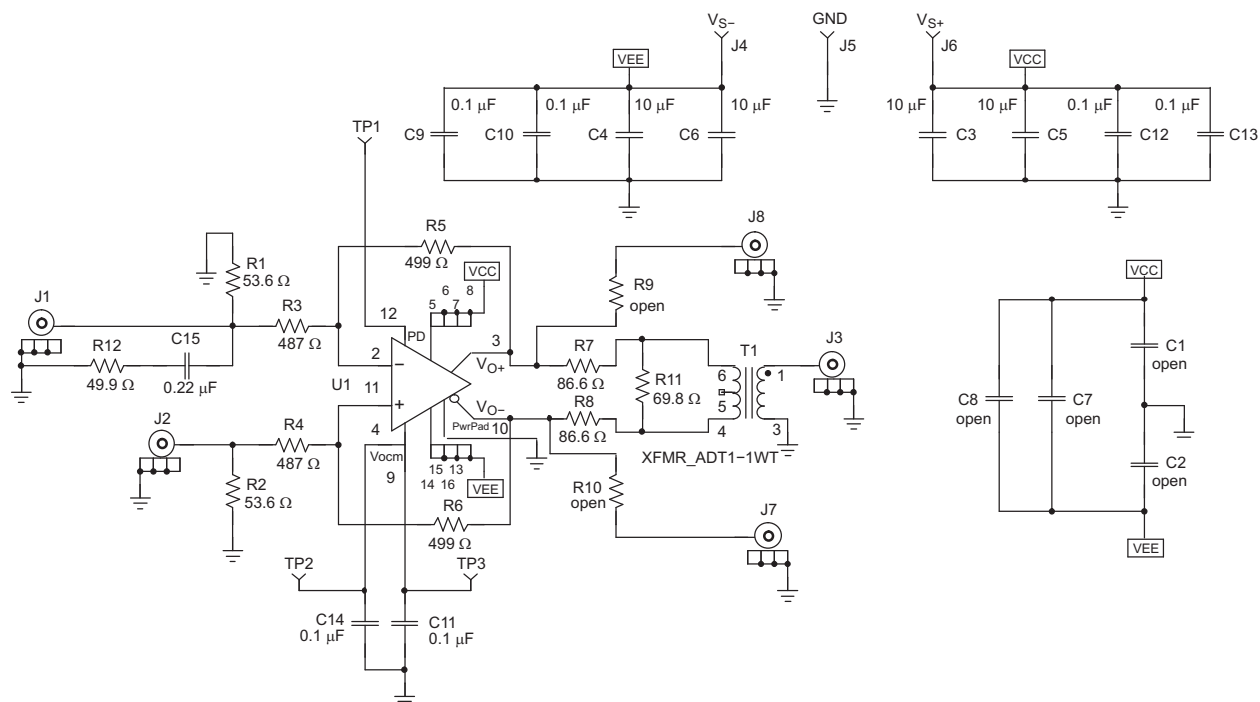 VS− J4
GND J5
VS+ J6
VEE
VCC
0.1 µF 0.1 µF 10 µF 10 µF
C9 C10 C4 C6
10 µF 10 µF 0.1 µF 0.1 µF
C3 C5 C12 C13
TP1
R5
499 Ω
J8
R1
53.6 Ω
VCC
6 8
5 7
R9
open
J1
R3
487 Ω
12
PD
3
VO+
R7
86.6 Ω
T1
J3
C15
0.22 µF
R12
49.9 Ω
2
−
11
U1
+
4
R11
69.8 Ω
6
5
4
1
3
XFMR_ADT1−1WT
VO−
PwrPad 10
R8
86.6 Ω
J2
R4
487 Ω
Vocm
9
15 13
14 16
VEE
R2
53.6 Ω
R6
499 Ω
R10
open
J7
TP2
TP3
C14
0.1 µF
C11
0.1 µF
VCC
C1
open
C8
open
C7
open
C2
open
VEE